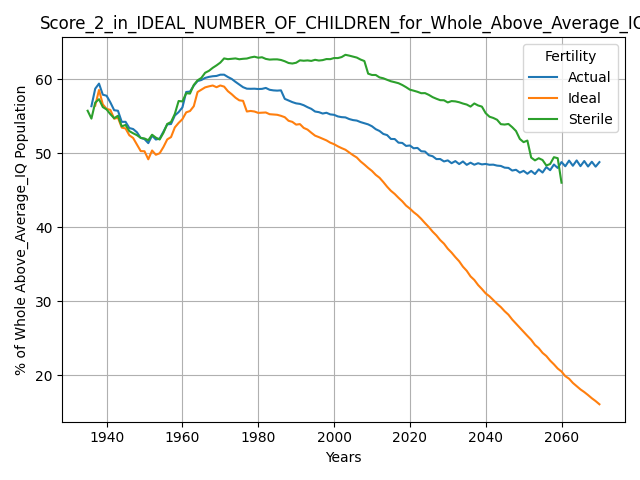 Score_2_in_IDEAL_NUMBER_OF_CHILDREN_for_Whole_Above_Average_IQ
Fertility
Actual
Ideal
Sterile
% of Whole Above_Average_IQ Population
60
50
40
30
20
1940 1960 1980 2000 2020 2040 2060
Years